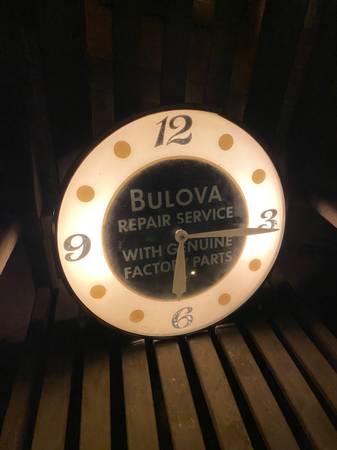 12
BULOVA
REPAIR SERVICE
9 3
WITH GENUINE
FACTORY PARTS
6